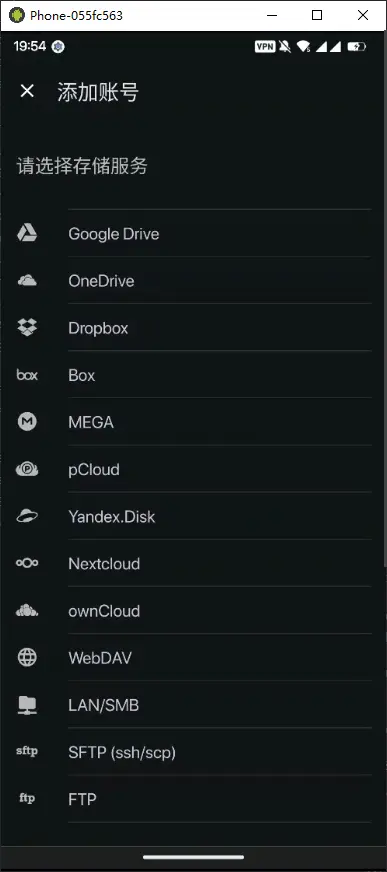 Phone-055fc563
19:54 VPN
添加账号
请选择存储服务
Google Drive
OneDrive
Dropbox
box Box
M MEGA
P pCloud
Yandex.Disk
Nextcloud
ownCloud
WebDAV
LAN/SMB
sftp SFTP (ssh/scp)
ftp FTP